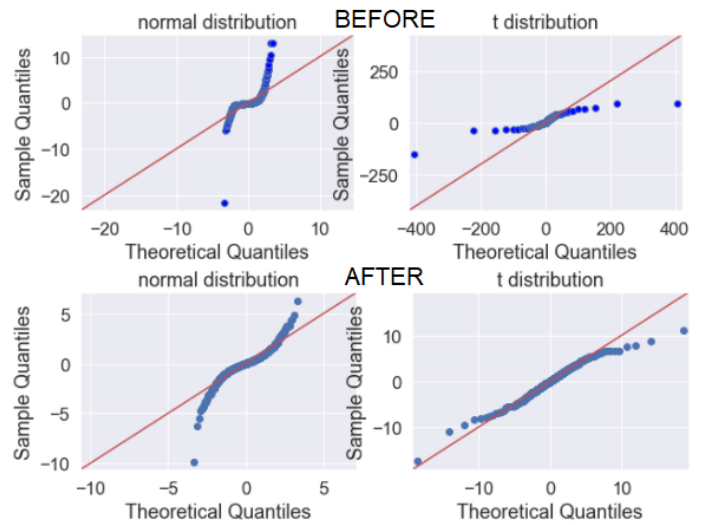 BEFORE
normal distribution
t distribution
Sample Quantiles
10
0
−10
−20
−20
−10
0
10
Theoretical Quantiles
Sample Quantiles
250
0
−250
−400
−200
0
200
400
Theoretical Quantiles
AFTER
normal distribution
t distribution
Sample Quantiles
5
0
−5
−10
−10
−5
0
5
Theoretical Quantiles
Sample Quantiles
10
0
−10
−10
0
10
Theoretical Quantiles